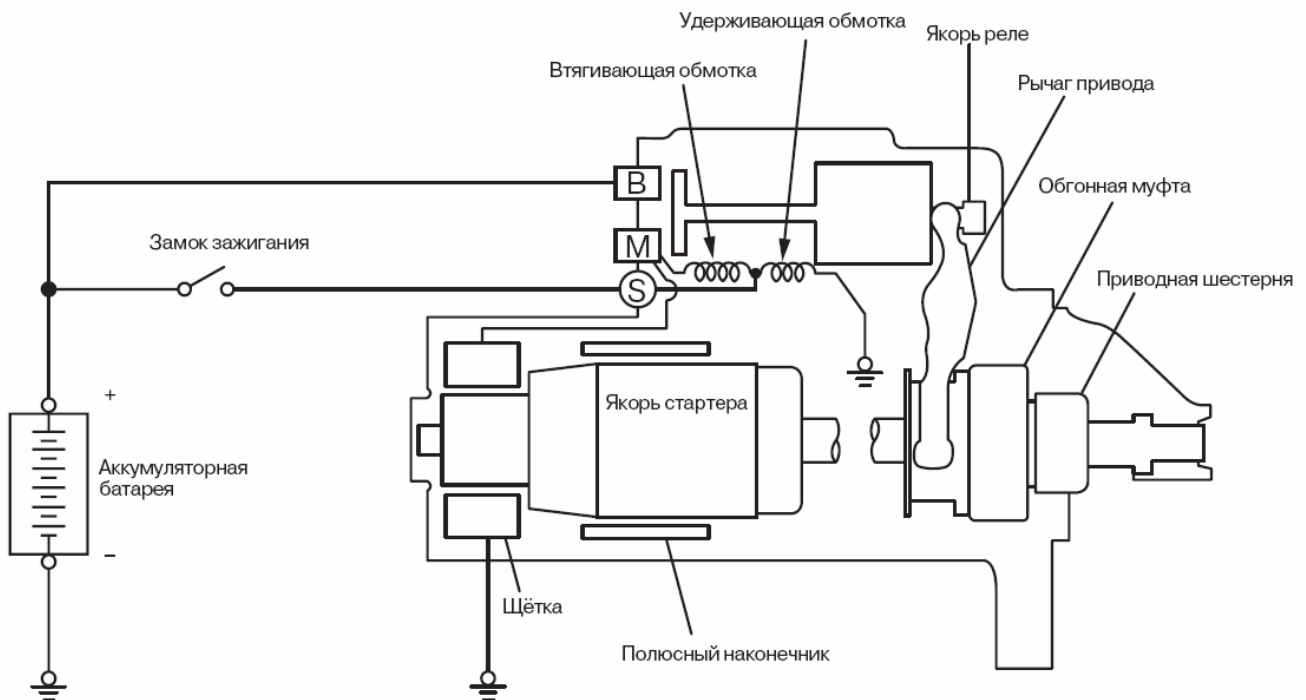 Удерживающая обмотка
Якорь реле
Втягивающая обмотка
Рычаг привода
B
Обгонная муфта
Замок зажигания
M
Приводная шестерня
S
+
Якорь стартера
Аккумуляторная
батарея
–
Щётка
Полюсный наконечник